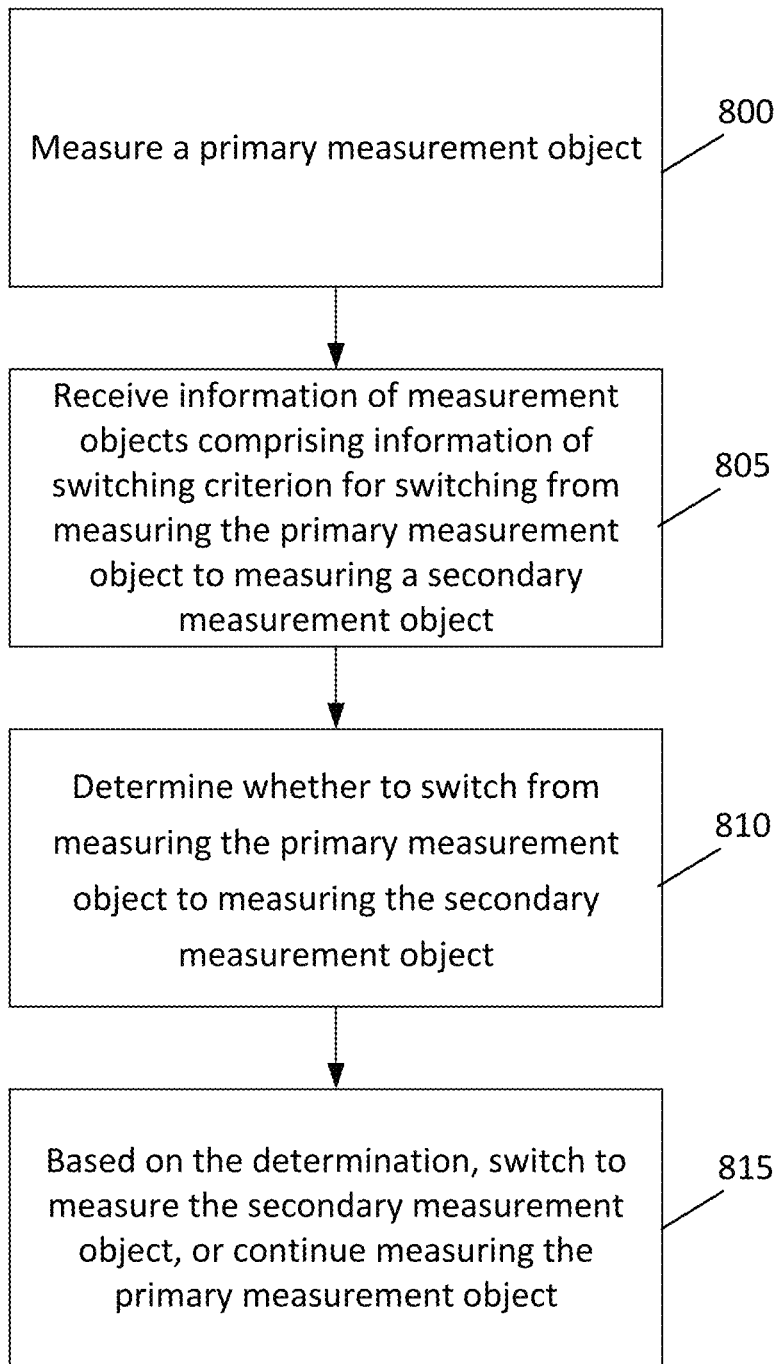 Measure a primary measurement object
800
Receive information of measurement
objects comprising information of
switching criterion for switching from
measuring the primary measurement
object to measuring a secondary
measurement object
805
Determine whether to switch from
measuring the primary measurement
object to measuring the secondary
measurement object
810
Based on the determination, switch to
measure the secondary measurement
object, or continue measuring the
primary measurement object
815